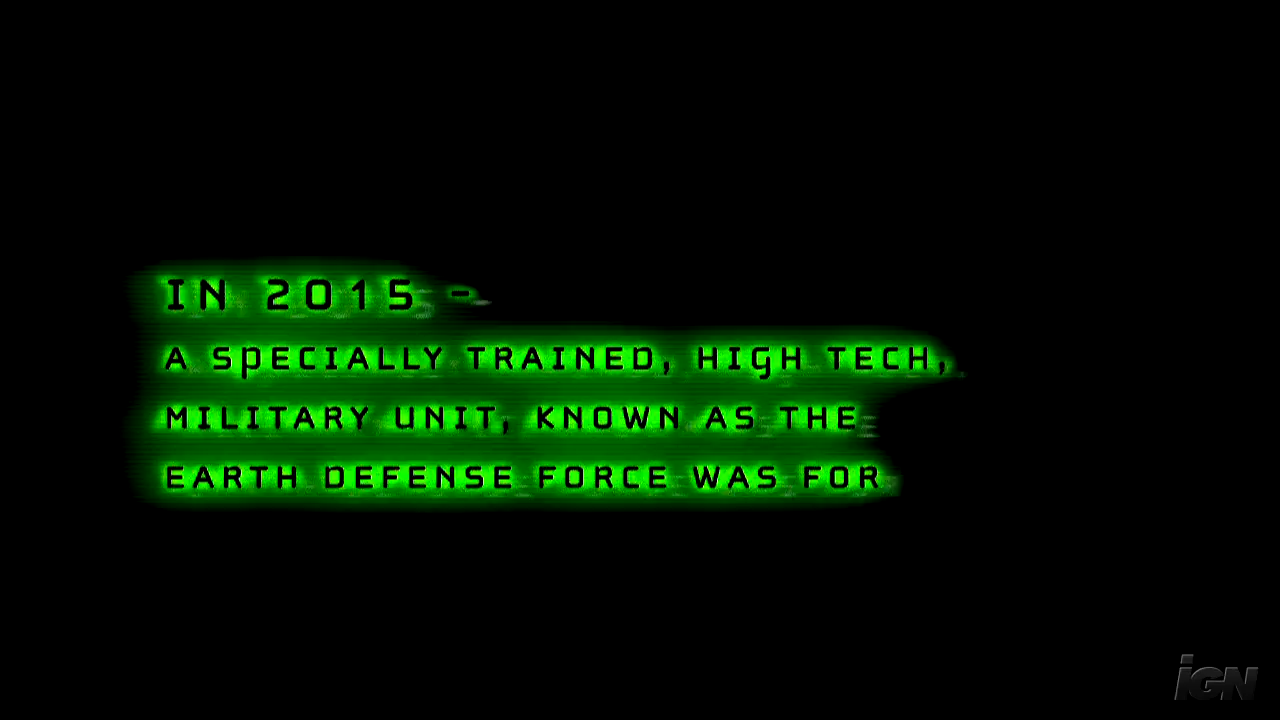 IN 2015 -
A SPECIALLY TRAINED, HIGH TECH,
MILITARY UNIT, KNOWN AS THE
EARTH DEFENSE FORCE WAS FOR
IGN